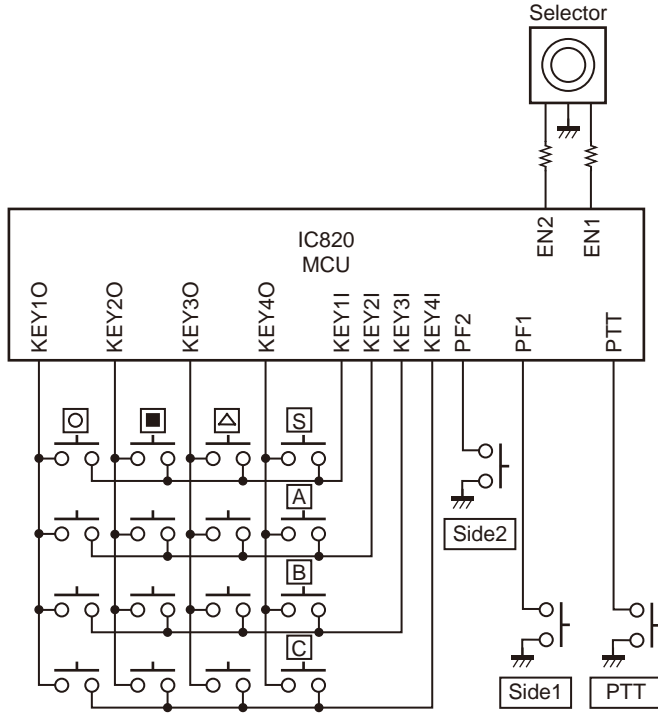 Selector
IC820
MCU
EN2
EN1
KEY1O
KEY2O
KEY3O
KEY4O
KEY1I
KEY2I
KEY3I
KEY4I
PF2
PF1
PTT
S
A
B
C
Side2
Side1
PTT